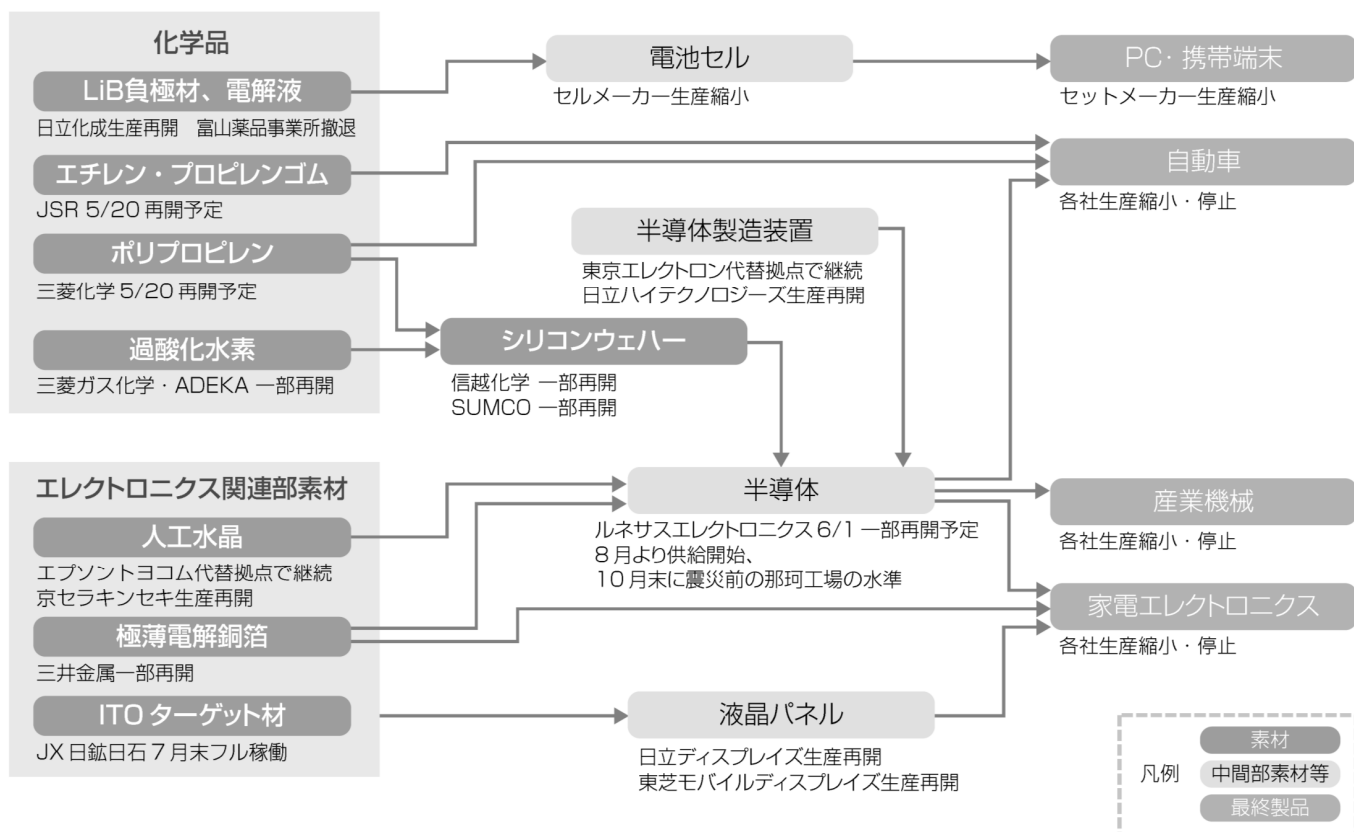 化学品
LiB負極材、電解液
日立化成生産再開　富山薬品事業所撤退
エチレン・プロピレンゴム
JSR 5/20 再開予定
ポリプロピレン
三菱化学 5/20 再開予定
過酸化水素
三菱ガス化学・ADEKA 一部再開
電池セル
セルメーカー生産縮小
半導体製造装置
東京エレクトロン代替拠点で継続
日立ハイテクノロジーズ生産再開
シリコンウェハー
信越化学 一部再開
SUMCO 一部再開
PC・携帯端末
セットメーカー生産縮小
自動車
各社生産縮小・停止
エレクトロニクス関連部素材
人工水晶
エプソントヨコム代替拠点で継続
京セラキンセキ生産再開
極薄電解銅箔
三井金属一部再開
ITO ターゲット材
JX 日鉱日石 7 月末フル稼働
半導体
ルネサスエレクトロニクス 6/1 一部再開予定
8 月より供給開始、
10 月末に震災前の那珂工場の水準
液晶パネル
日立ディスプレイズ生産再開
東芝モバイルディスプレイズ生産再開
産業機械
各社生産縮小・停止
家電エレクトロニクス
各社生産縮小・停止
凡例
素材
中間部素材等
最終製品